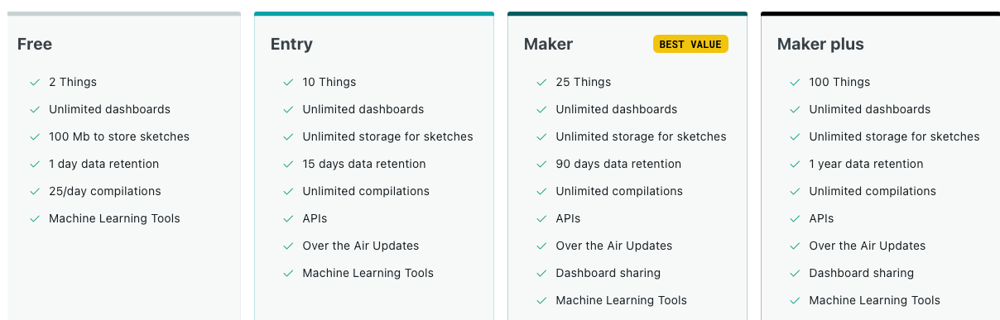 Free
2 Things
Unlimited dashboards
100 Mb to store sketches
1 day data retention
25/day compilations
Machine Learning Tools
Entry
10 Things
Unlimited dashboards
Unlimited storage for sketches
15 days data retention
Unlimited compilations
APIs
Over the Air Updates
Machine Learning Tools
Maker
BEST VALUE
25 Things
Unlimited dashboards
Unlimited storage for sketches
90 days data retention
Unlimited compilations
APIs
Over the Air Updates
Dashboard sharing
Machine Learning Tools
Maker plus
100 Things
Unlimited dashboards
Unlimited storage for sketches
1 year data retention
Unlimited compilations
APIs
Over the Air Updates
Dashboard sharing
Machine Learning Tools